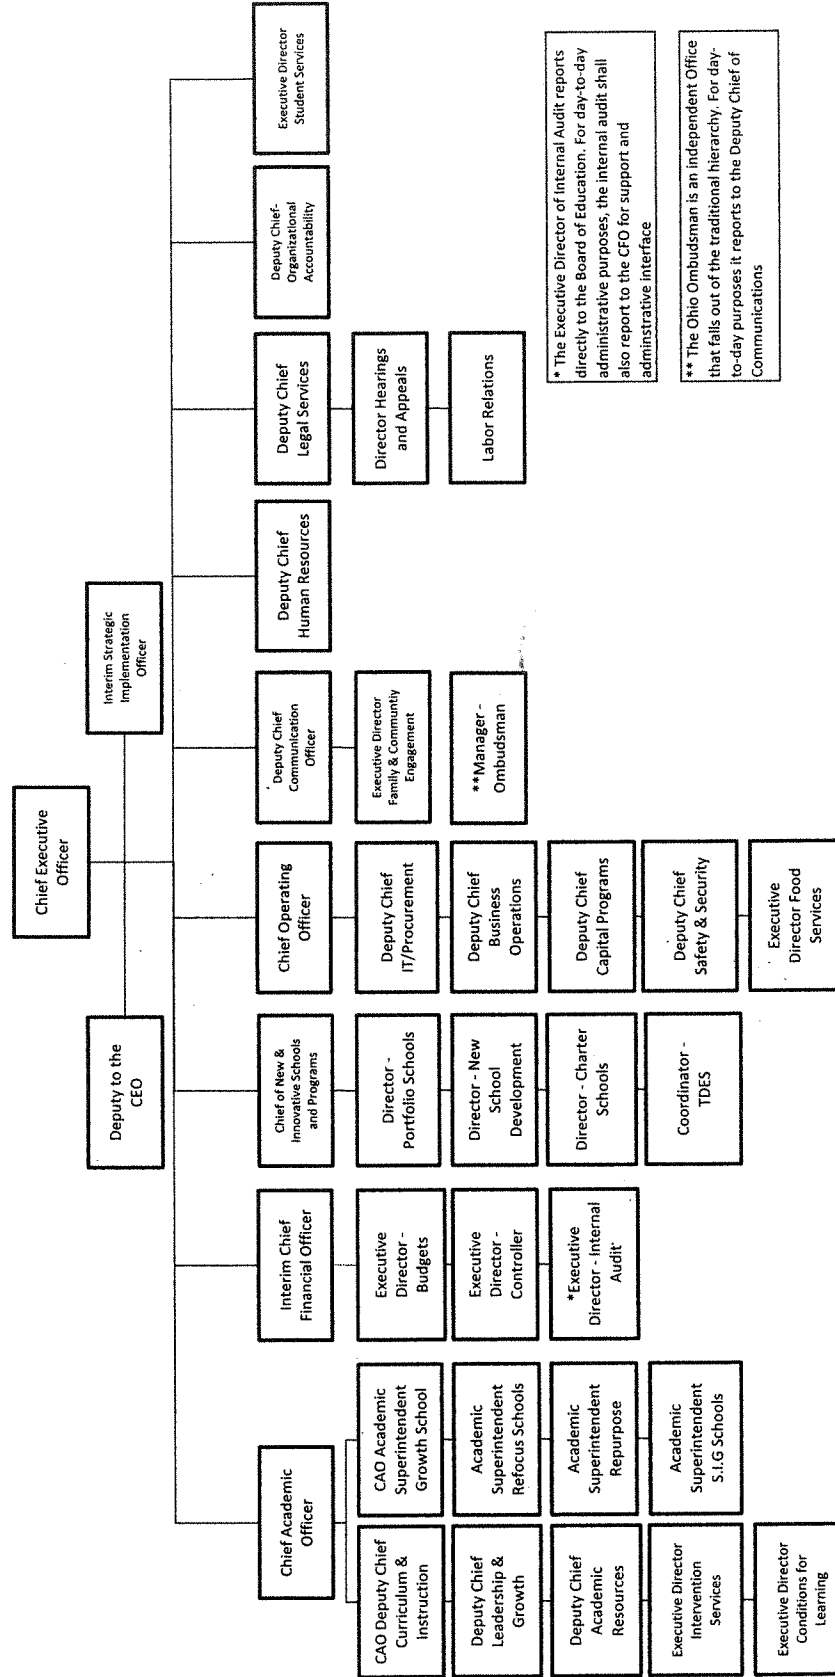 Chief Executive
Officer
Deputy to the
CEO
Interim Strategic
Implementation
Officer
Chief Academic
Officer
Interim Chief
Financial Officer
Chief of New &
Innovative Schools
and Programs
Chief Operating
Officer
Deputy Chief
Communication
Officer
Deputy Chief
Human Resources
Deputy Chief
Legal Services
Deputy Chief-
Organizational
Accountability
Executive Director
Student Services
CAO Deputy Chief
Curriculum &
Instruction
Deputy Chief
Leadership &
Growth
Deputy Chief
Academic
Resources
Executive Director
Intervention
Services
Executive Director
Conditions for
Learning
CAO Academic
Superintendent
Growth School
Academic
Superintendent
Refocus Schools
Academic
Superintendent
Repurpose
Academic
Superintendent
S.I.G Schools
Executive
Director -
Budgets
Executive
Director -
Controller
*Executive
Director - Internal
Audit
Director -
Portfolio Schools
Director - New
School
Development
Director - Charter
Schools
Coordinator -
TDES
Deputy Chief
IT/Procurement
Deputy Chief
Business
Operations
Deputy Chief
Capital Programs
Deputy Chief
Safety & Security
Executive
Director Food
Services
Executive Director
Family & Communtiy
Engagement
**Manager -
Ombudsman
Director Hearings
and Appeals
Labor Relations
* The Executive Director of Internal Audit reports
directly to the Board of Education. For day-to-day
administrative purposes, the internal audit shall
also report to the CFO for support and
adminstrative interface
** The Ohio Ombudsman is an independent Office
that falls out of the traditional hierarchy. For day-
to-day purposes it reports to the Deputy Chief of
Communications